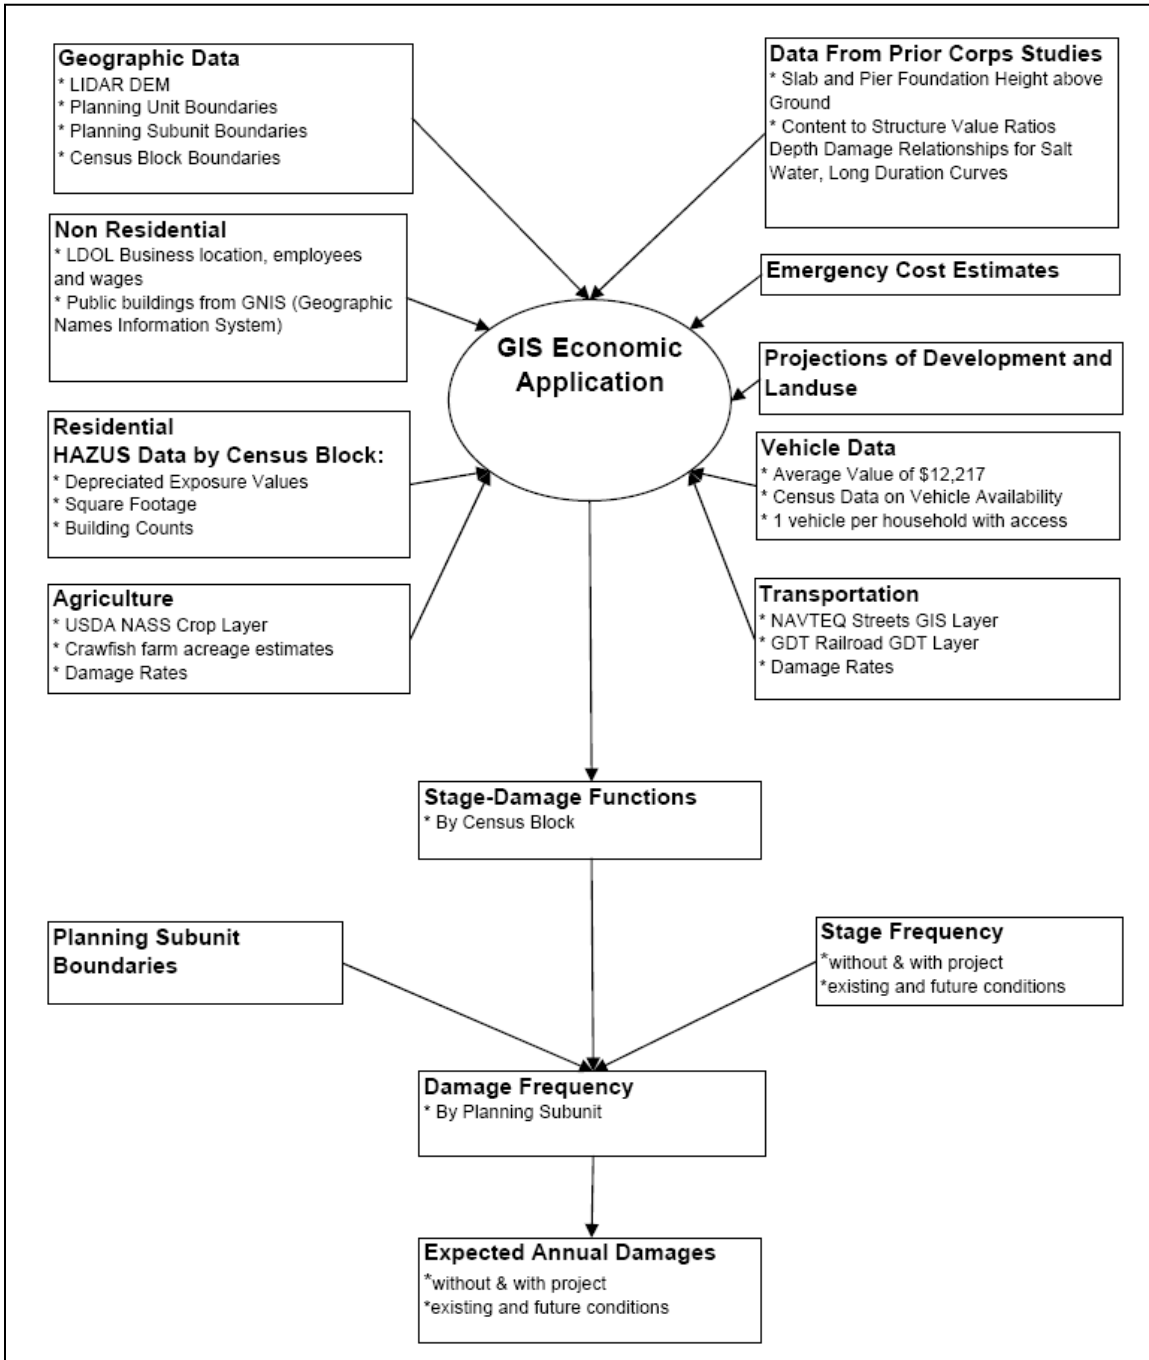 Geographic Data
* LIDAR DEM
* Planning Unit Boundaries
* Planning Subunit Boundaries
* Census Block Boundaries
Data From Prior Corps Studies
* Slab and Pier Foundation Height above
Ground
* Content to Structure Value Ratios
Depth Damage Relationships for Salt
Water, Long Duration Curves
Non Residential
* LDOL Business location, employees
and wages
* Public buildings from GNIS (Geographic
Names Information System)
Emergency Cost Estimates
GIS Economic
Application
Projections of Development and
Landuse
Residential
HAZUS Data by Census Block:
* Depreciated Exposure Values
* Square Footage
* Building Counts
Vehicle Data
* Average Value of $12,217
* Census Data on Vehicle Availability
* 1 vehicle per household with access
Agriculture
* USDA NASS Crop Layer
* Crawfish farm acreage estimates
* Damage Rates
Transportation
* NAVTEQ Streets GIS Layer
* GDT Railroad GDT Layer
* Damage Rates
Stage-Damage Functions
* By Census Block
Planning Subunit
Boundaries
Stage Frequency
*without & with project
*existing and future conditions
Damage Frequency
* By Planning Subunit
Expected Annual Damages
*without & with project
*existing and future conditions